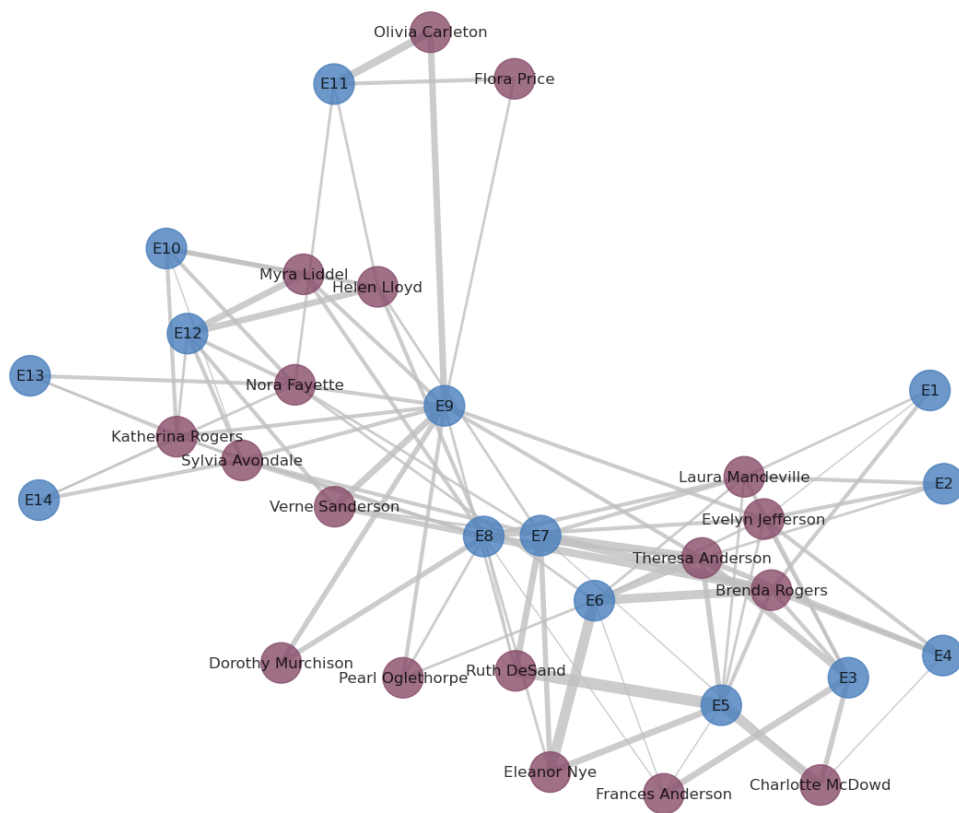 Olivia Carleton
Flora Price
E11
E10
Myra Liddel
Helen Lloyd
E12
E13
Nora Fayette
E1
E9
Katherina Rogers
Sylvia Avondale
Laura Mandeville
E2
E14
Verne Sanderson
Evelyn Jefferson
E8
E7
Theresa Anderson
Brenda Rogers
E6
E4
Dorothy Murchison
Pearl Oglethorpe
Ruth DeSand
E3
E5
Eleanor Nye
Charlotte McDowd
Frances Anderson